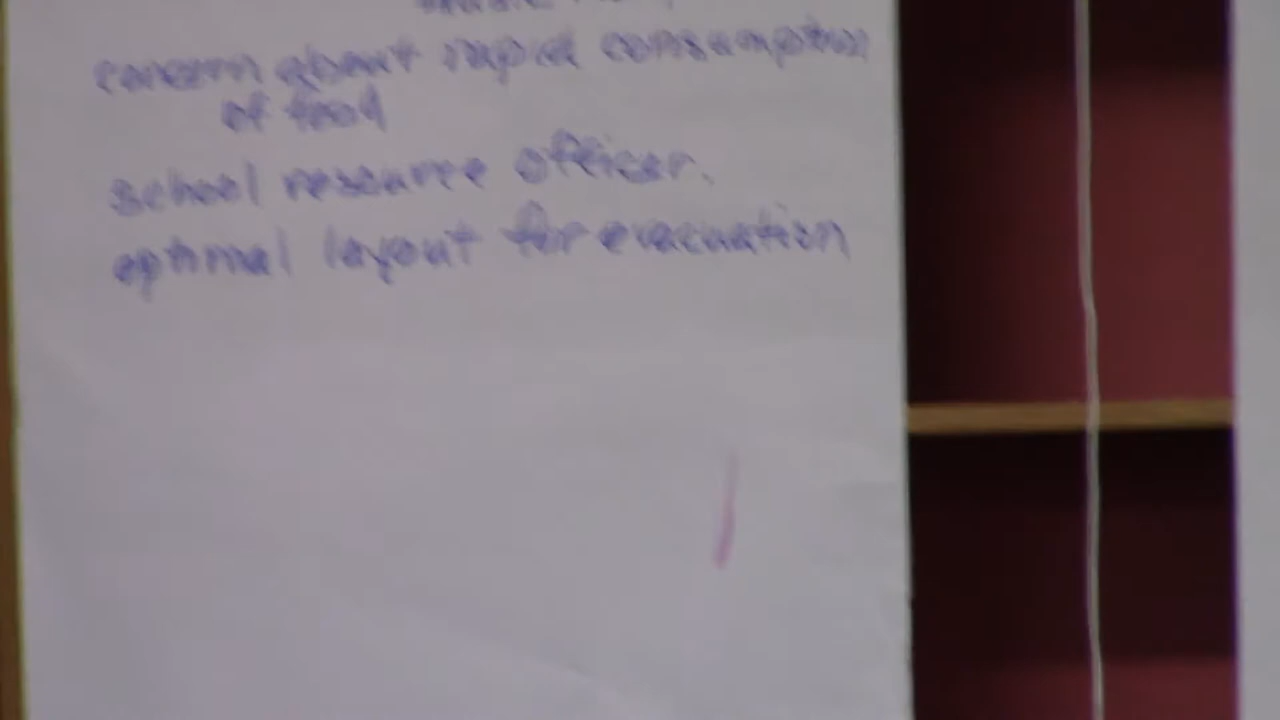 concern about rapid consumption
of food
school resource officer.
optimal layout for evacuation